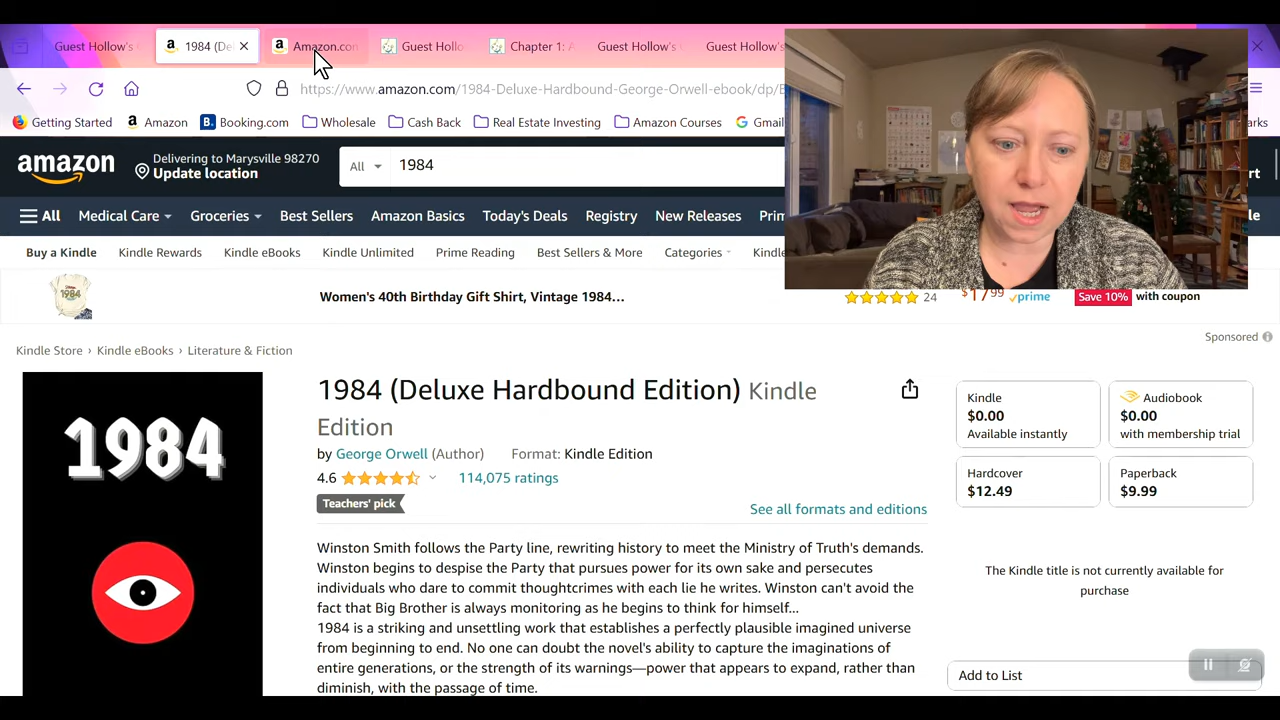 Guest Hollow's
1984 (De
Amazon.con
Guest Hollo
Chapter 1: A
Guest Hollow's
Guest Hollow's
https://www.amazon.com/1984-Deluxe-Hardbound-George-Orwell-ebook/dp/B
Getting Started
Amazon
Booking.com
Wholesale
Cash Back
Real Estate Investing
Amazon Courses
Gmail
arks
amazon
Delivering to Marysville 98270
Update location
All
1984
rt
All
Medical Care
Groceries
Best Sellers
Amazon Basics
Today's Deals
Registry
New Releases
Prim
le
Buy a Kindle
Kindle Rewards
Kindle eBooks
Kindle Unlimited
Prime Reading
Best Sellers & More
Categories
Kindle
1984
Women's 40th Birthday Gift Shirt, Vintage 1984...
24
$17.99
prime
Save 10%
with coupon
Sponsored
Kindle Store › Kindle eBooks › Literature & Fiction
1984 (Deluxe Hardbound Edition) Kindle
Edition
by George Orwell (Author) Format: Kindle Edition
4.6
114,075 ratings
Teachers' pick
See all formats and editions
Kindle
$0.00
Available instantly
Audiobook
$0.00
with membership trial
Hardcover
$12.49
Paperback
$9.99
1984
Winston Smith follows the Party line, rewriting history to meet the Ministry of Truth's demands.
Winston begins to despise the Party that pursues power for its own sake and persecutes
individuals who dare to commit thoughtcrimes with each lie he writes. Winston can't avoid the
fact that Big Brother is always monitoring as he begins to think for himself...
1984 is a striking and unsettling work that establishes a perfectly plausible imagined universe
from beginning to end. No one can doubt the novel's ability to capture the imaginations of
entire generations, or the strength of its warnings—power that appears to expand, rather than
diminish, with the passage of time.
The Kindle title is not currently available for
purchase
Add to List